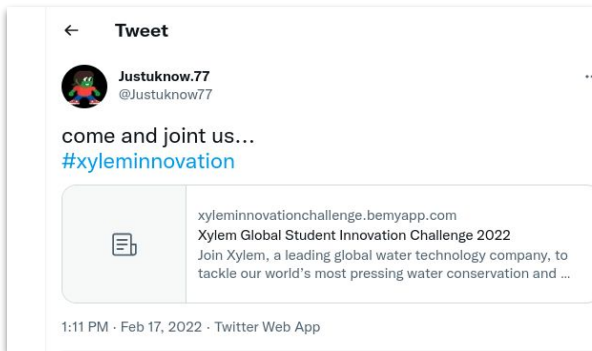 Tweet
Justuknow.77
@Justuknow77
come and joint us...
#xyleminnovation
xyleminnovationchallenge.bemyapp.com
Xylem Global Student Innovation Challenge 2022
Join Xylem, a leading global water technology company, to
tackle our world's most pressing water conservation and ...
1:11 PM · Feb 17, 2022 · Twitter Web App